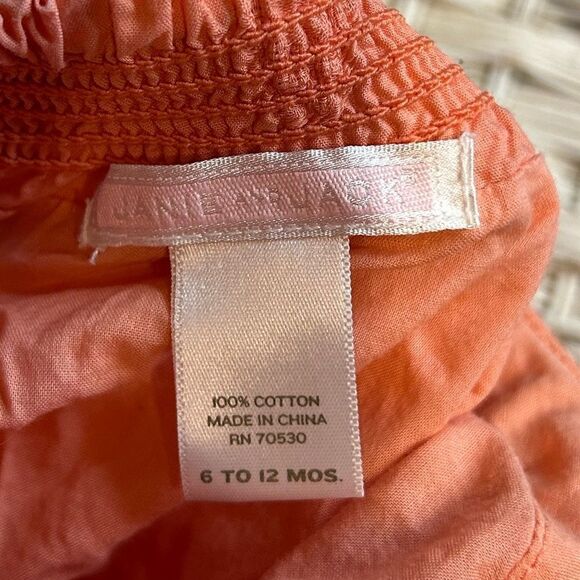 JANIE AND JACK
100% COTTON
MADE IN CHINA
RN 70530
6 TO 12 MOS.